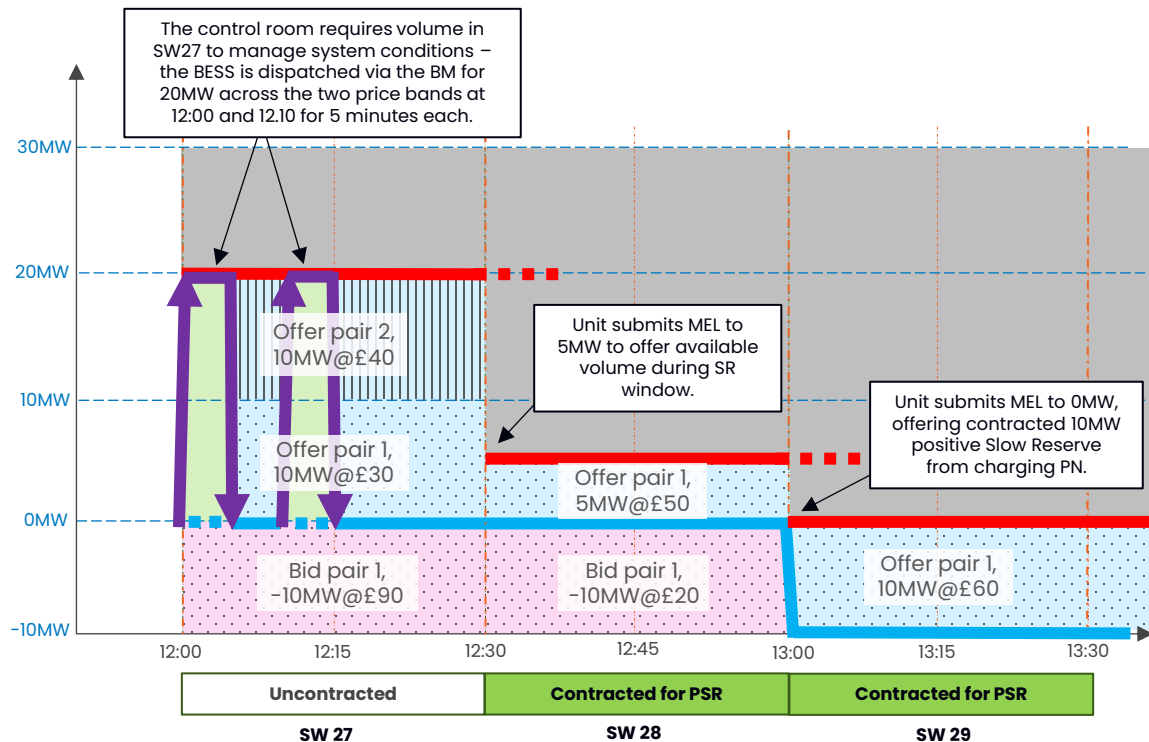 The control room requires volume in
SW27 to manage system conditions –
the BESS is dispatched via the BM for
20MW across the two price bands at
12:00 and 12.10 for 5 minutes each.
30MW
20MW
10MW
0MW
-10MW
Offer pair 2,
10MW@£40
Offer pair 1,
10MW@£30
Bid pair 1,
-10MW@£90
Unit submits MEL to
5MW to offer available
volume during SR
window.
Offer pair 1,
5MW@£50
Bid pair 1,
-10MW@£20
Unit submits MEL to 0MW,
offering contracted 10MW
positive Slow Reserve
from charging PN.
Offer pair 1,
10MW@£60
12:00
12:15
12:30
12:45
13:00
13:15
13:30
Uncontracted
Contracted for PSR
Contracted for PSR
SW 27
SW 28
SW 29